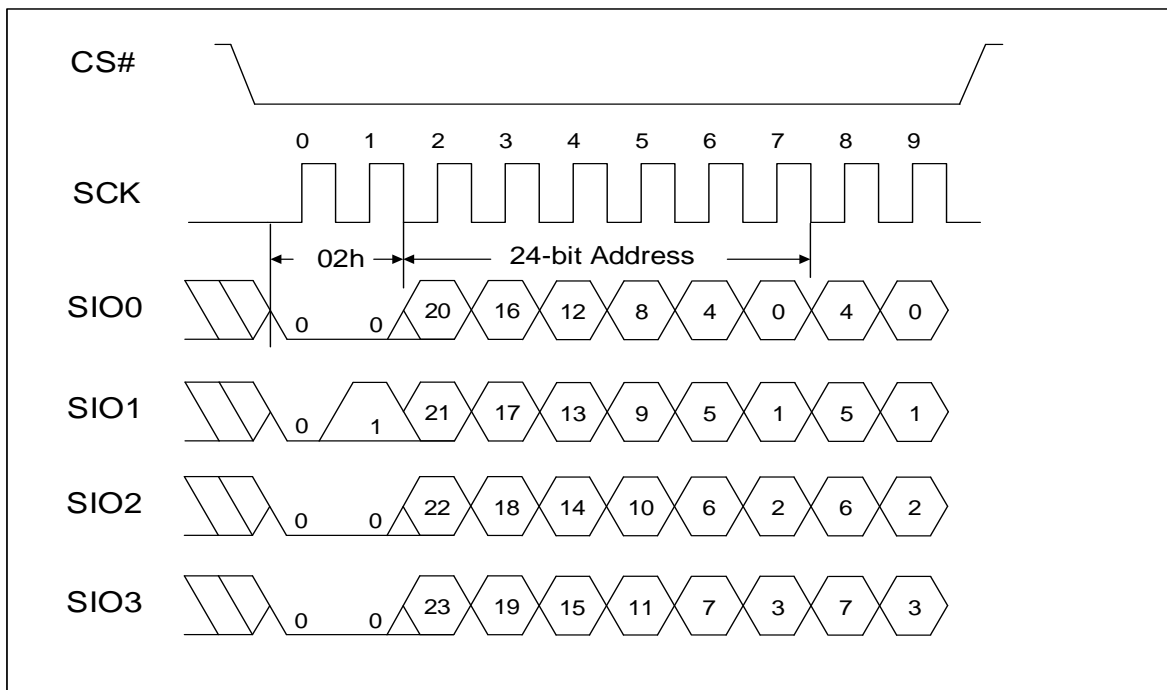 CS#
0 1 2 3 4 5 6 7 8 9
SCK
02h 24-bit Address
SIO0 0 0 20 16 12 8 4 0 4 0
SIO1 0 1 21 17 13 9 5 1 5 1
SIO2 0 0 22 18 14 10 6 2 6 2
SIO3 0 0 23 19 15 11 7 3 7 3